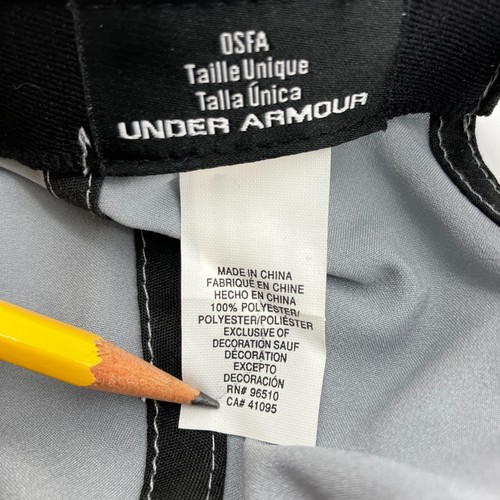 OSFA
Taille Unique
Talla Única
UNDER ARMOUR
MADE IN CHINA
FABRIQUÉ EN CHINE
HECHO EN CHINA
100% POLYESTER/
POLYESTER/POLIÉSTER
EXCLUSIVE OF
DECORATION SAUF
DÉCORATION
EXCEPTO
DECORACIÓN
RN# 96510
CA# 41095